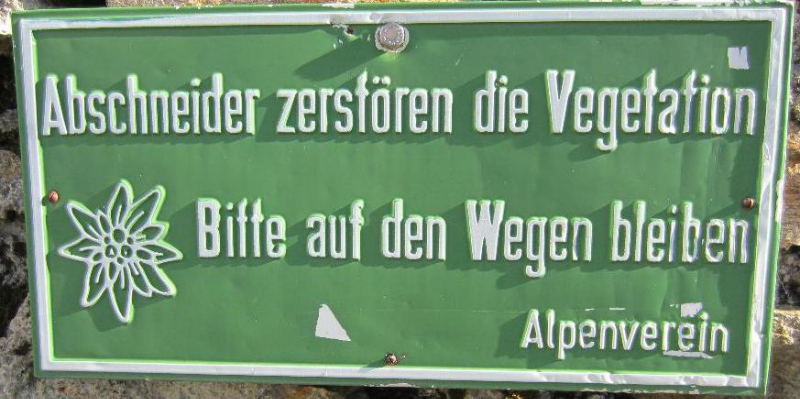 Abschneider zerstören die Vegetation
Bitte auf den Wegen bleiben
Alpenverein